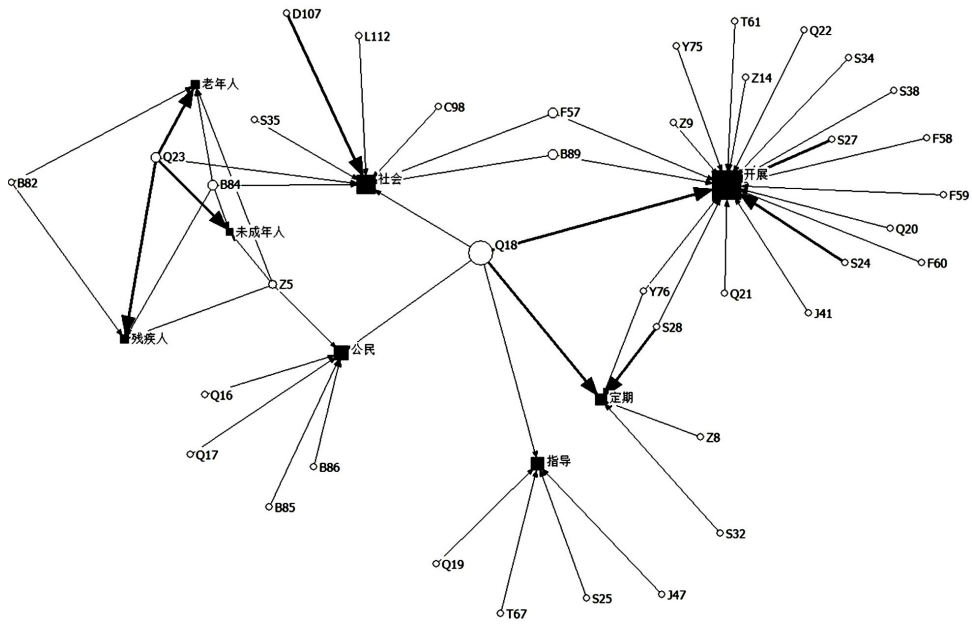 D107
T61
Q22
L112
Y75
S34
Z14
老年人
S38
C98
F57
S35
Z9
S27
F58
Q23
B89
开展
B82
B84
社会
F59
未成年人
Q18
Q20
S24
F60
Z5
Y76
Q21
J41
S28
残疾人
公民
Q16
定期
Z8
Q17
B86
指导
B85
S32
Q19
S25
J47
T67